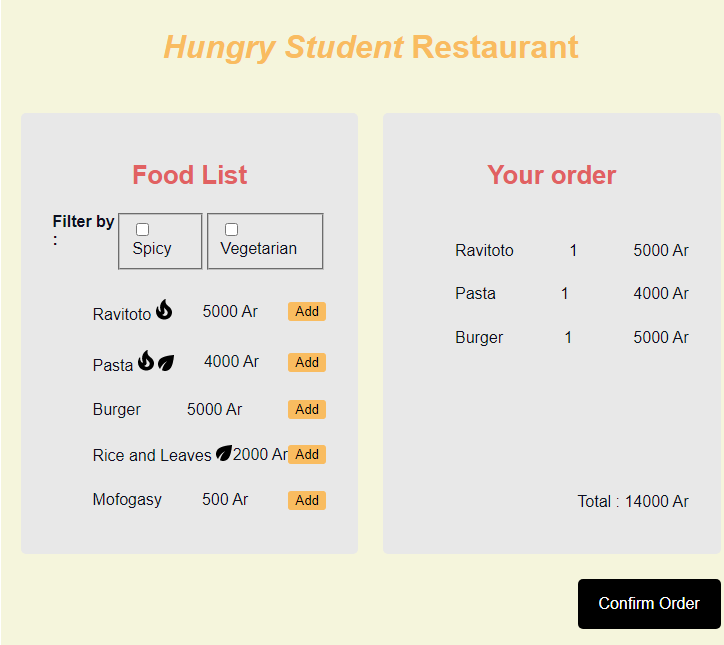 Hungry Student Restaurant
Food List
Filter by
:
Spicy
Vegetarian
Ravitoto 5000 Ar Add
Pasta 4000 Ar Add
Burger 5000 Ar Add
Rice and Leaves 2000 Ar Add
Mofogasy 500 Ar Add
Your order
Ravitoto 1 5000 Ar
Pasta 1 4000 Ar
Burger 1 5000 Ar
Total : 14000 Ar
Confirm Order